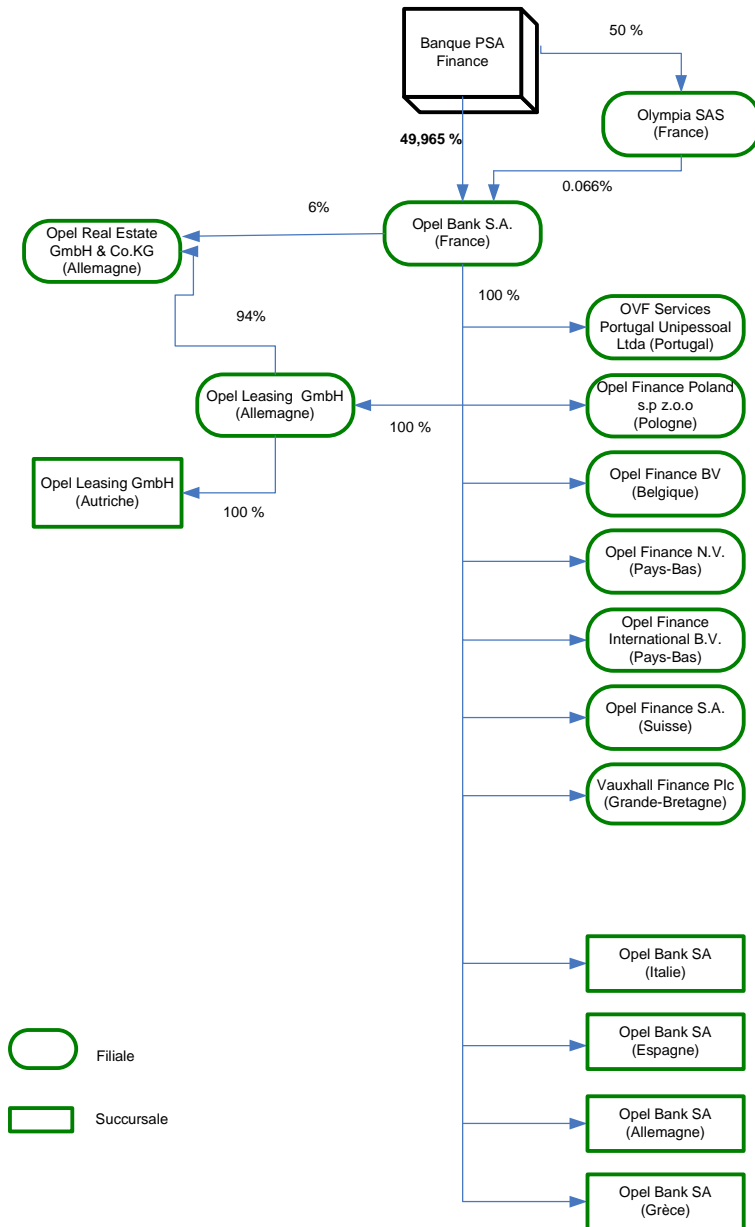 Banque PSA
Finance
50 %
Olympia SAS
(France)
49,965 %
0.066%
6%
Opel Bank S.A.
(France)
Opel Real Estate
GmbH & Co.KG
(Allemagne)
100 %
94%
OVF Services
Portugal Unipessoal
Ltda (Portugal)
Opel Leasing GmbH
(Allemagne)
100 %
Opel Finance Poland
s.p z.o.o
(Pologne)
Opel Leasing GmbH
(Autriche)
100 %
Opel Finance BV
(Belgique)
Opel Finance N.V.
(Pays-Bas)
Opel Finance
International B.V.
(Pays-Bas)
Opel Finance S.A.
(Suisse)
Vauxhall Finance Plc
(Grande-Bretagne)
Opel Bank SA
(Italie)
Opel Bank SA
(Espagne)
Opel Bank SA
(Allemagne)
Opel Bank SA
(Grèce)
Filiale
Succursale